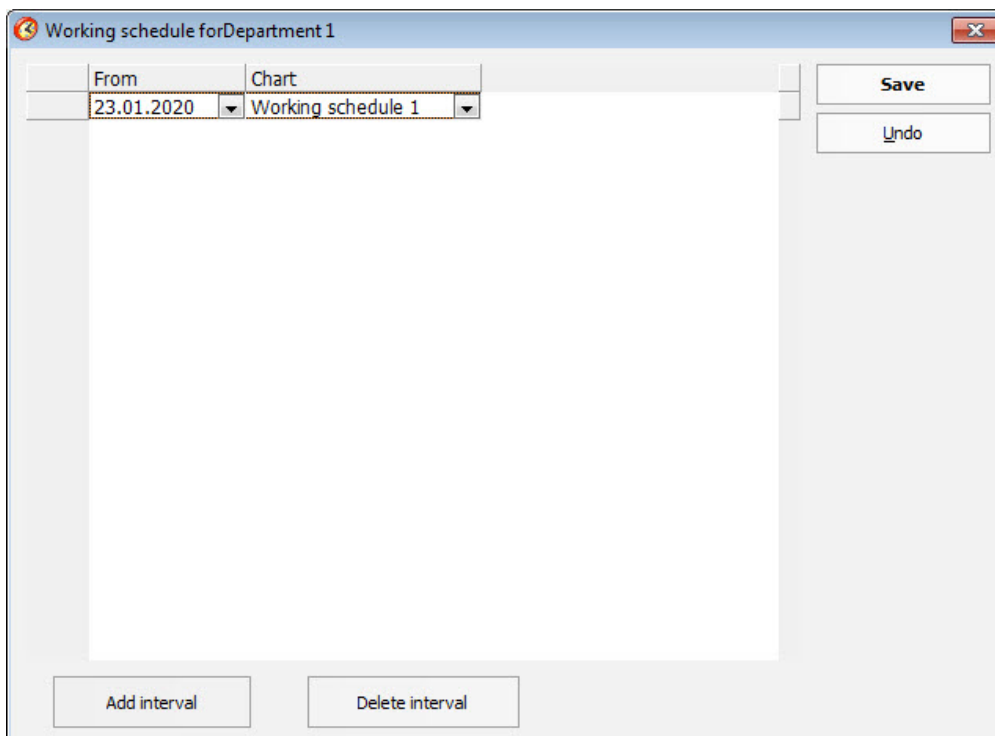 Working schedule forDepartment 1
From Chart
23.01.2020 Working schedule 1
Save
Undo
Add interval Delete interval